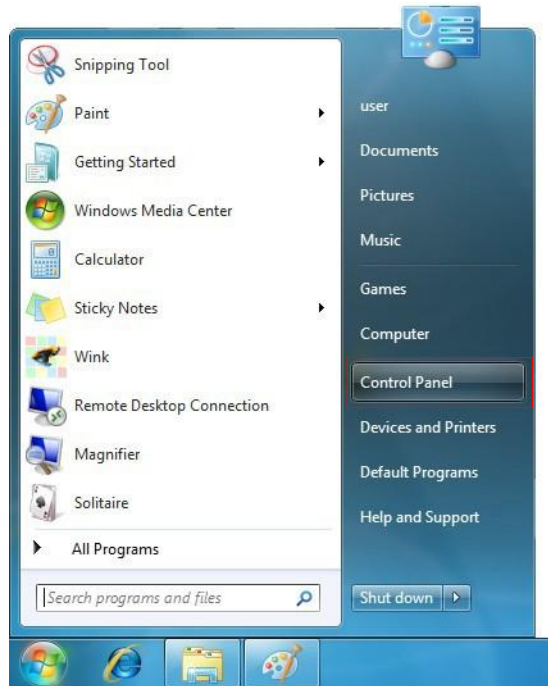 Snipping Tool
Paint
Getting Started
Windows Media Center
Calculator
Sticky Notes
Wink
Remote Desktop Connection
Magnifier
Solitaire
All Programs
Search programs and files
user
Documents
Pictures
Music
Games
Computer
Control Panel
Devices and Printers
Default Programs
Help and Support
Shut down